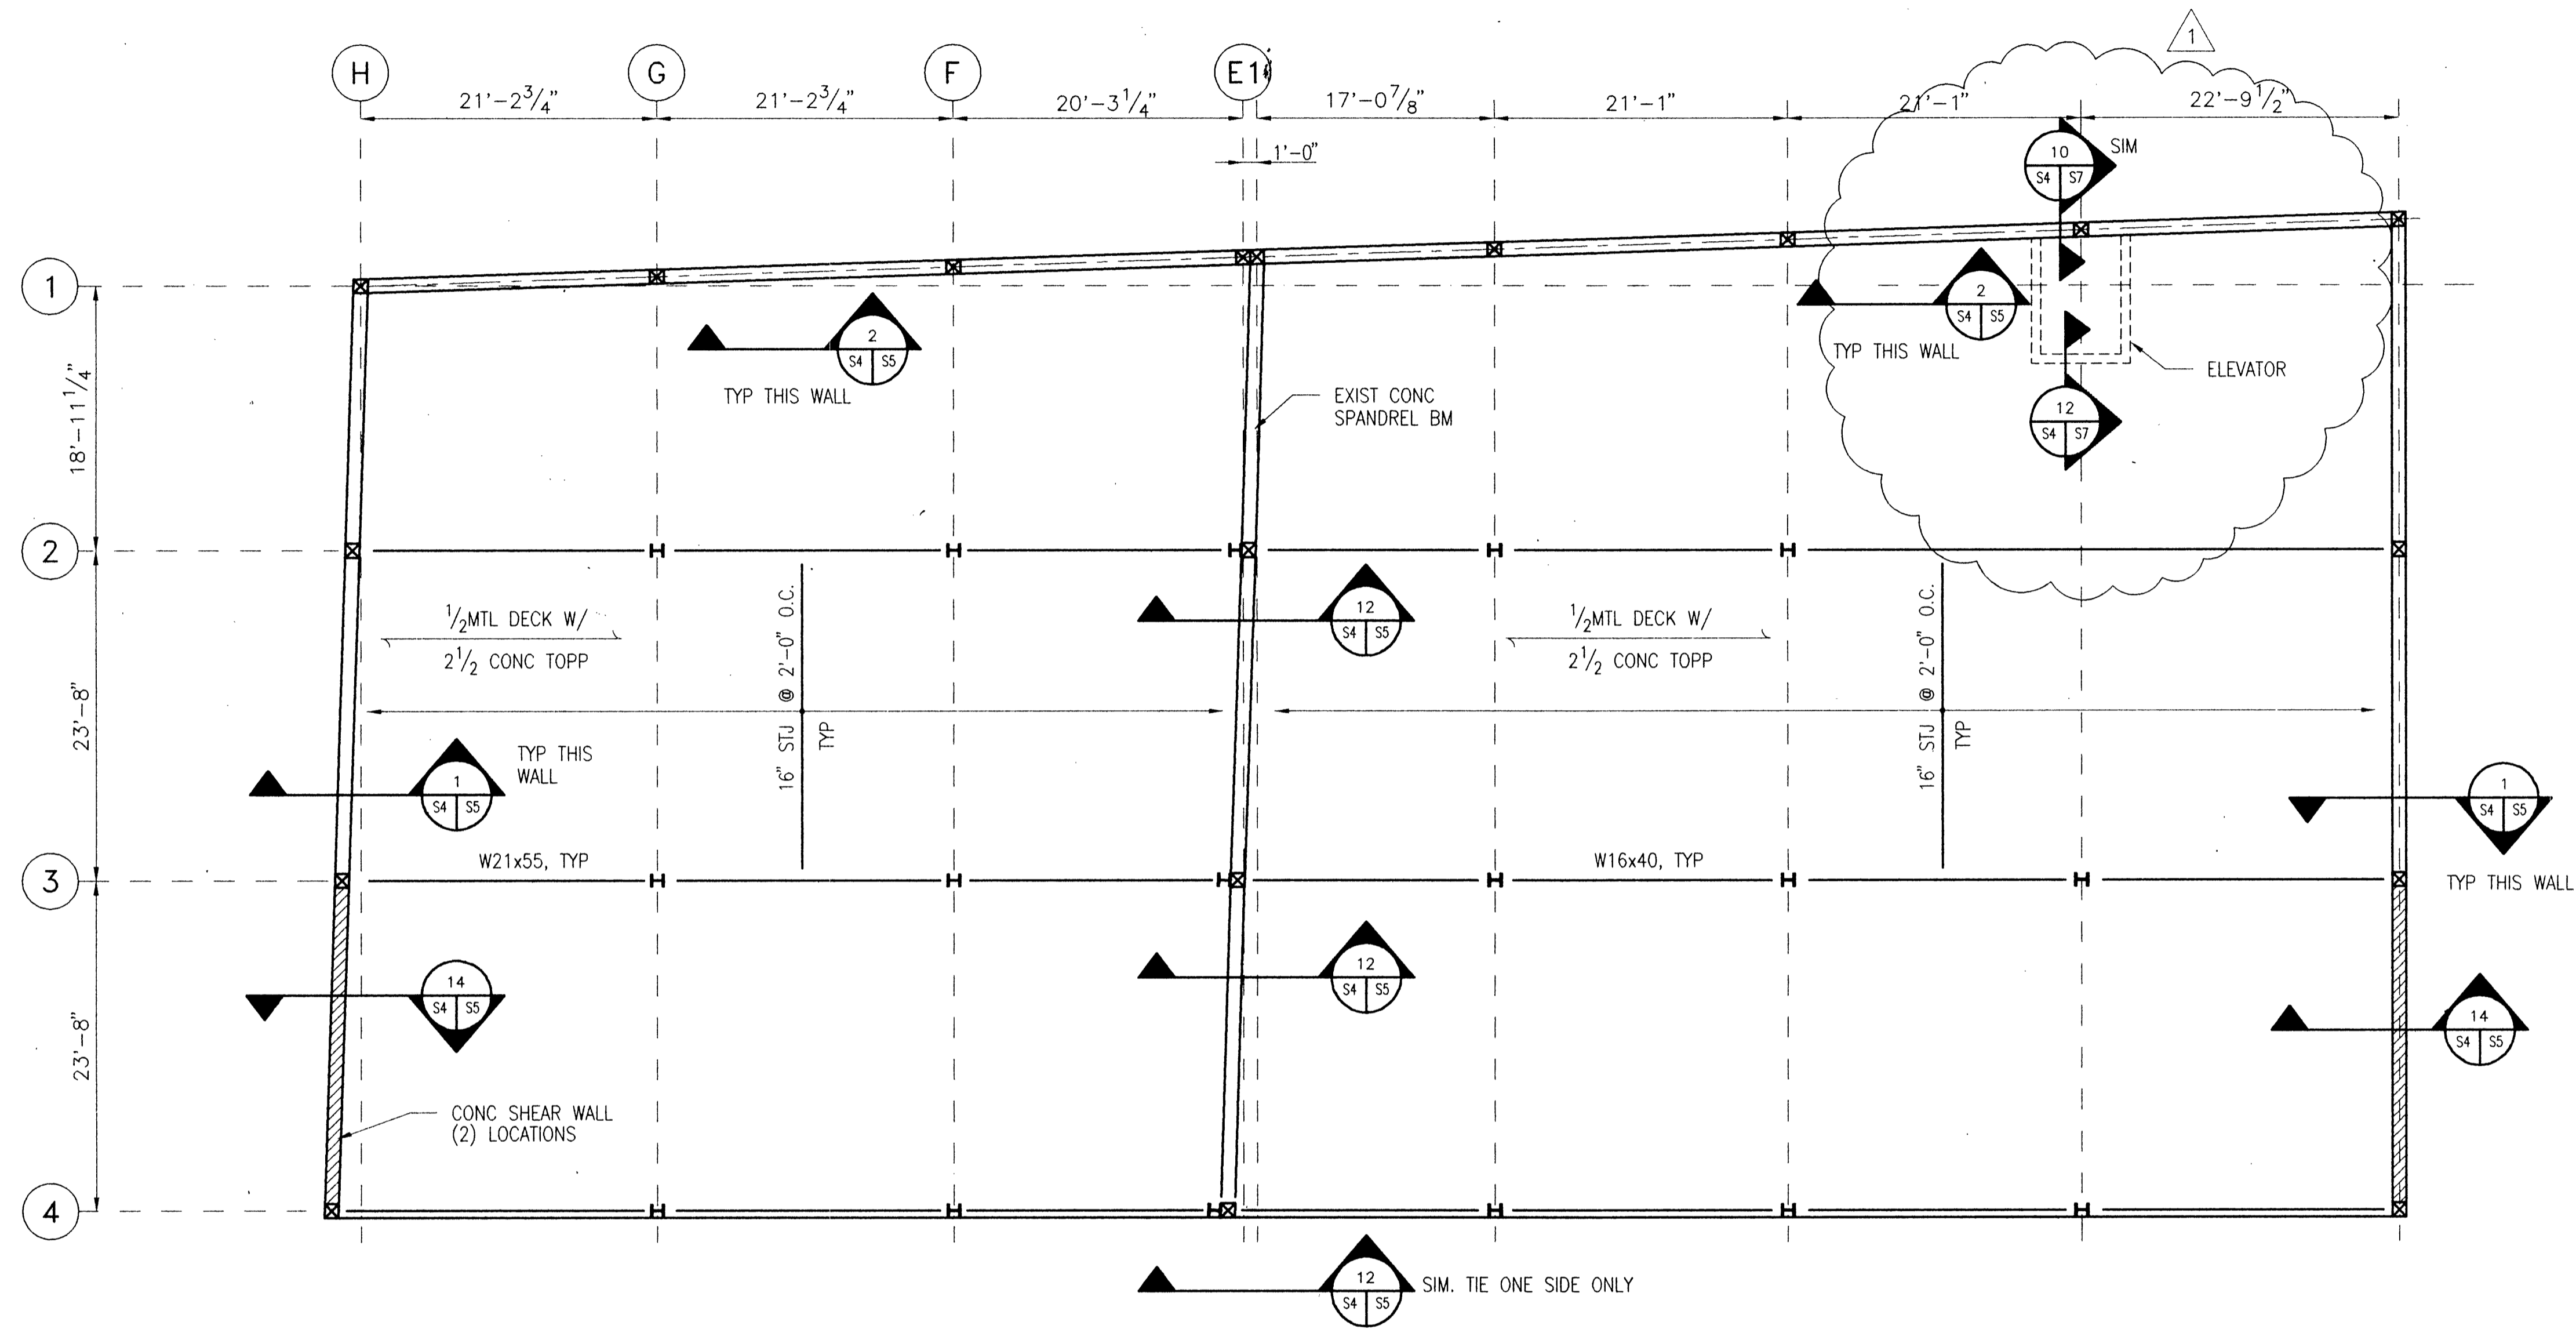 1
H
G
F
E1
21'-2 3/4"
21'-2 3/4"
20'-3 1/4"
17'-0 7/8"
21'-1"
21'-1"
22'-9 1/2"
1'-0"
10
S4 S7
SIM
1
2
S4 S5
TYP THIS WALL
2
S4 S5
TYP THIS WALL
ELEVATOR
12
S4 S7
18'-11 1/4"
EXIST CONC
SPANDREL BM
2
1/2MTL DECK W/
2 1/2 CONC TOPP
16" STJ @ 2'-0" O.C.
TYP
12
S4 S5
1/2MTL DECK W/
2 1/2 CONC TOPP
16" STJ @ 2'-0" O.C.
TYP
23'-8"
TYP THIS
WALL
1
S4 S5
1
S4 S5
TYP THIS WALL
3
W21x55, TYP
W16x40, TYP
14
S4 S5
12
S4 S5
14
S4 S5
23'-8"
CONC SHEAR WALL
(2) LOCATIONS
4
12
S4 S5
SIM. TIE ONE SIDE ONLY